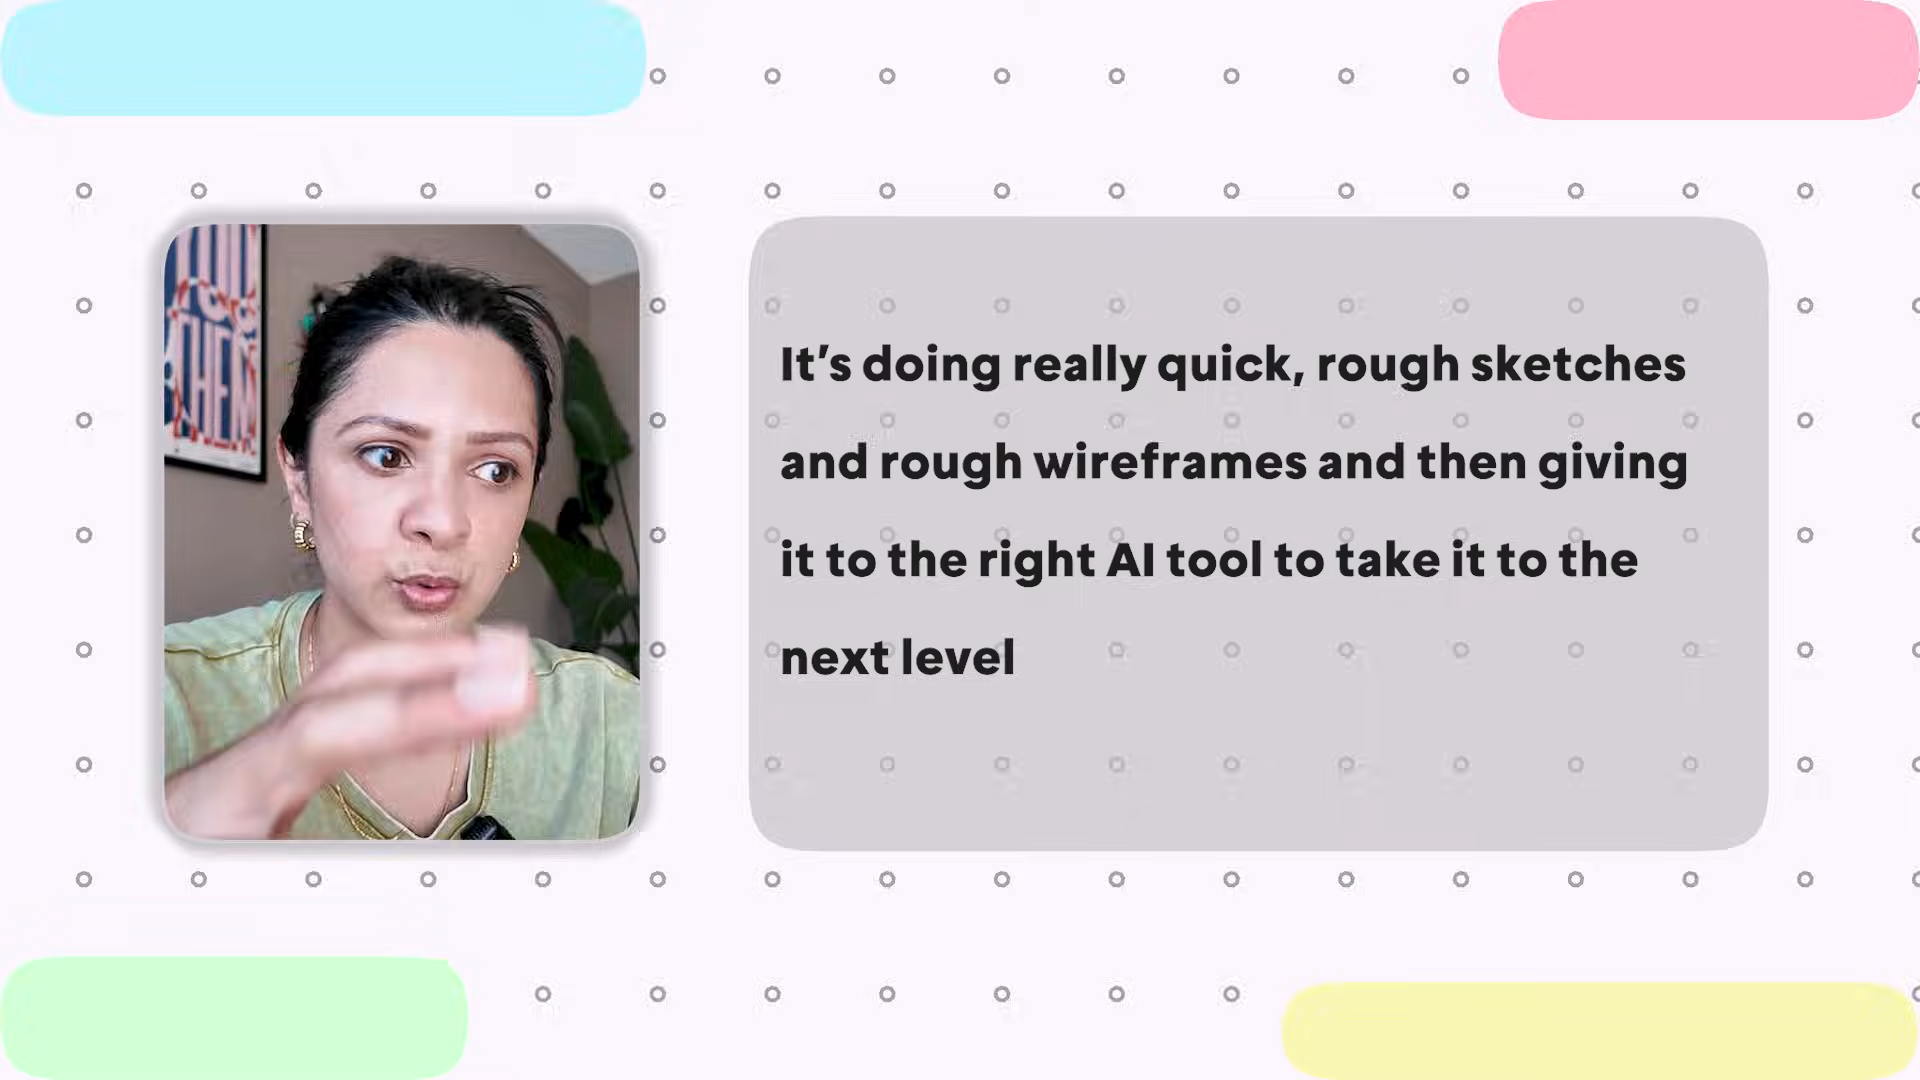 It’s doing really quick, rough sketches
and rough wireframes and then giving
it to the right AI tool to take it to the
next level
THEM